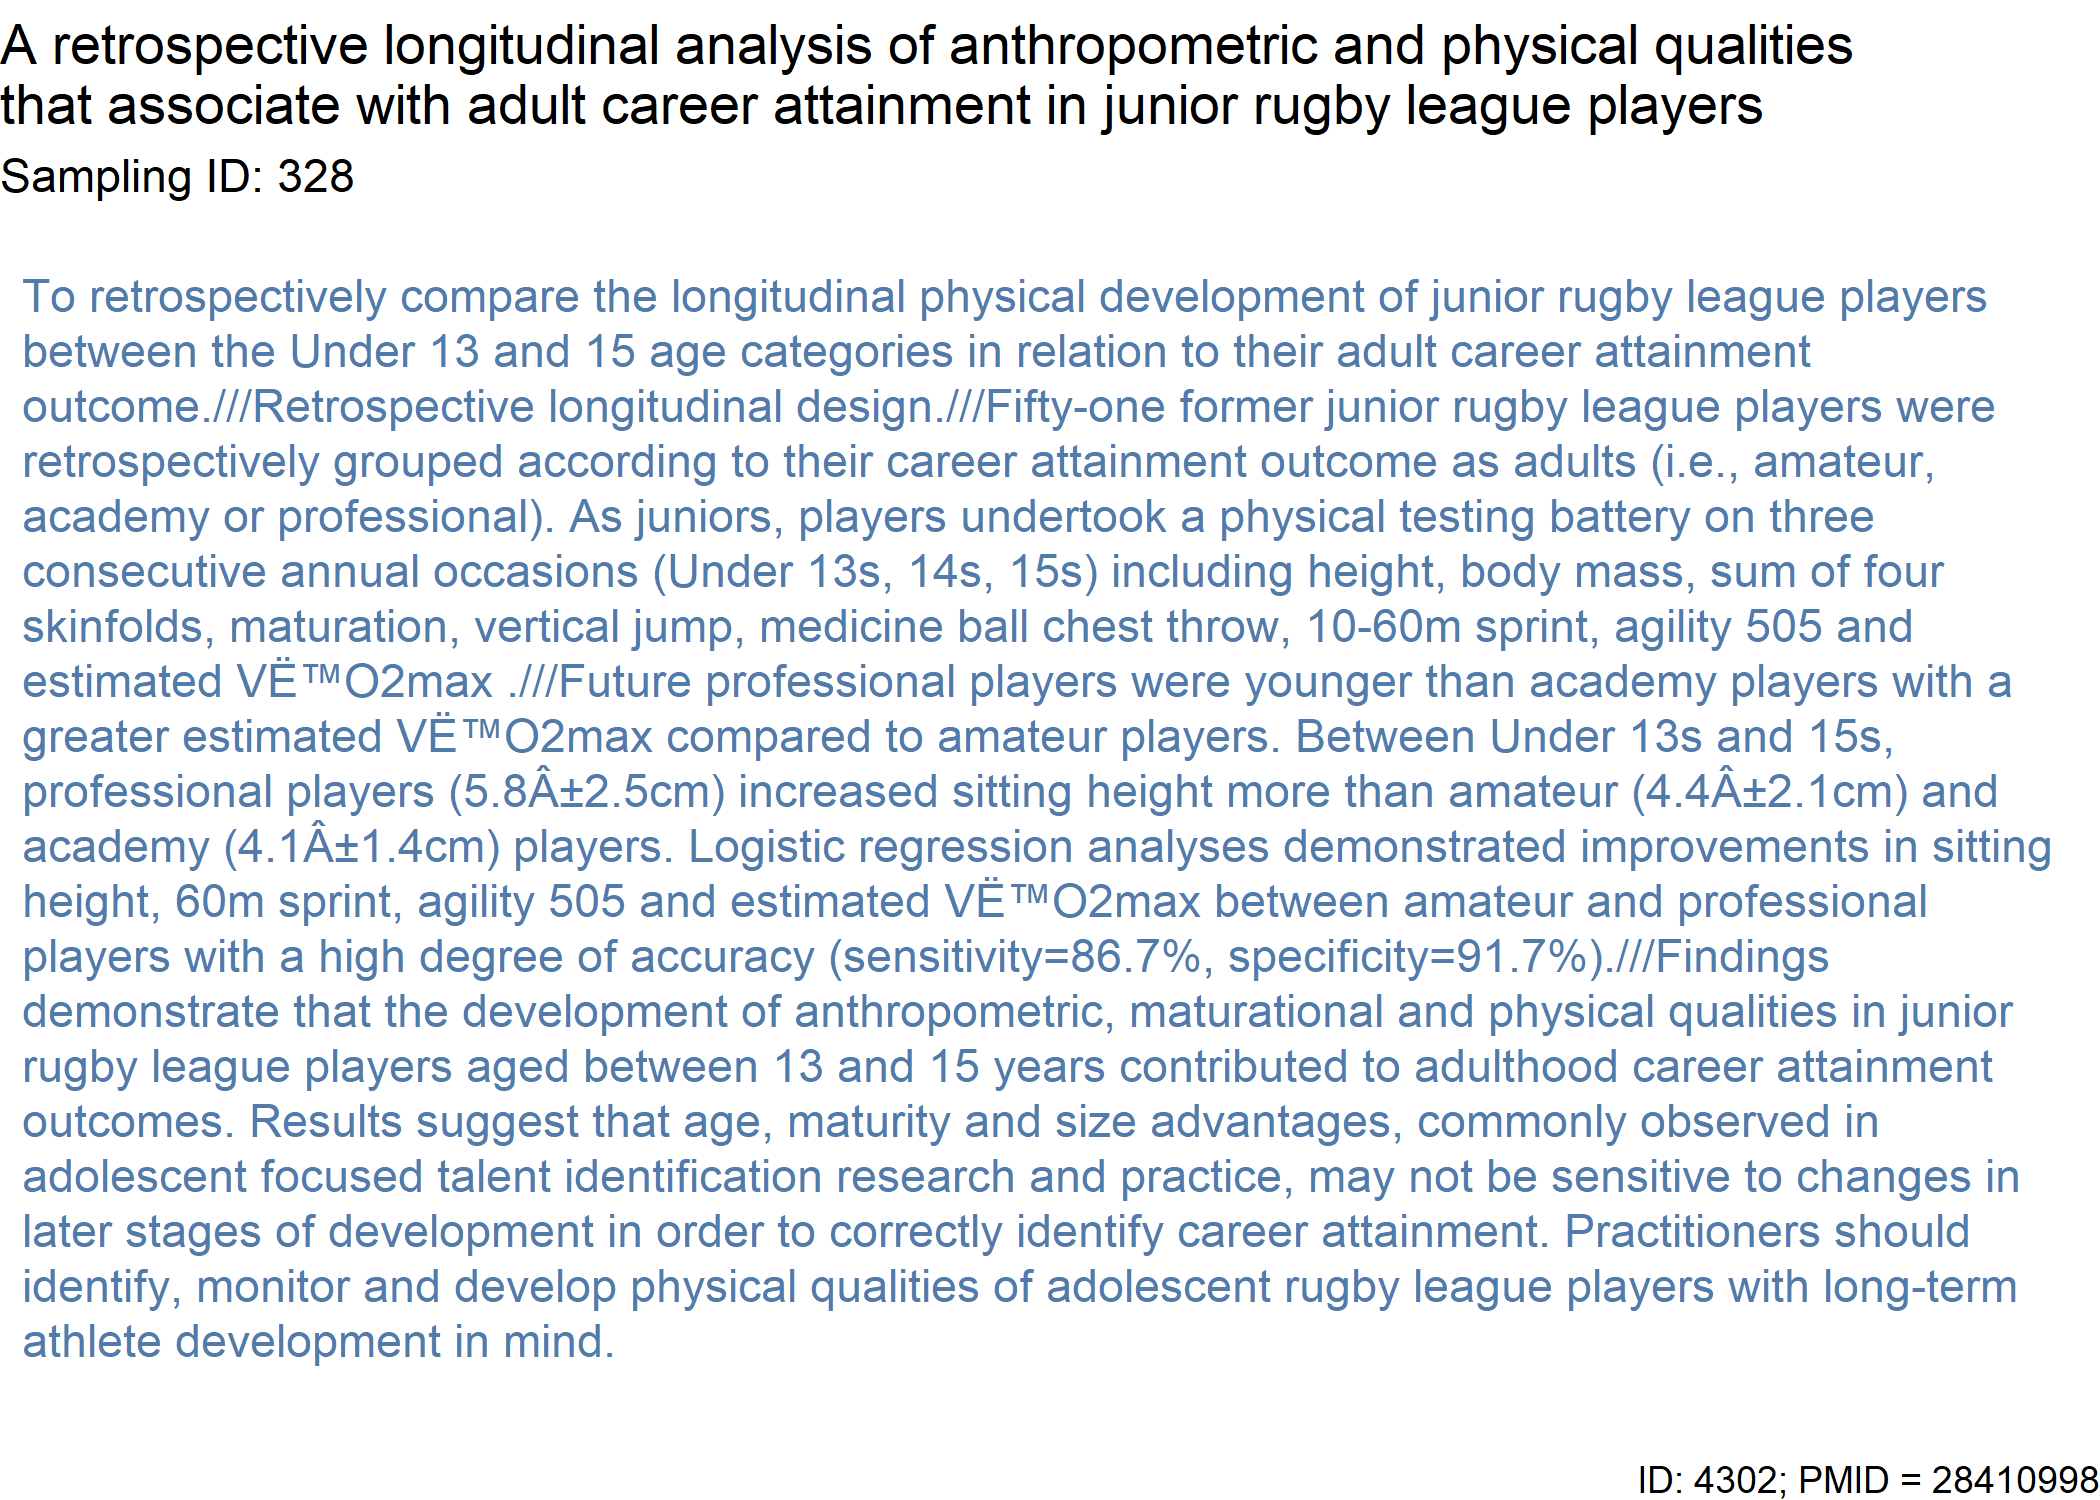 A retrospective longitudinal analysis of anthropometric and physical qualities
that associate with adult career attainment in junior rugby league players
Sampling ID: 328
To retrospectively compare the longitudinal physical development of junior rugby league players
between the Under 13 and 15 age categories in relation to their adult career attainment
outcome.///Retrospective longitudinal design.///Fifty-one former junior rugby league players were
retrospectively grouped according to their career attainment outcome as adults (i.e., amateur,
academy or professional). As juniors, players undertook a physical testing battery on three
consecutive annual occasions (Under 13s, 14s, 15s) including height, body mass, sum of four
skinfolds, maturation, vertical jump, medicine ball chest throw, 10-60m sprint, agility 505 and
estimated VË™O2max .///Future professional players were younger than academy players with a
greater estimated VË™O2max compared to amateur players. Between Under 13s and 15s,
professional players (5.8Â±2.5cm) increased sitting height more than amateur (4.4Â±2.1cm) and
academy (4.1Â±1.4cm) players. Logistic regression analyses demonstrated improvements in sitting
height, 60m sprint, agility 505 and estimated VË™O2max between amateur and professional
players with a high degree of accuracy (sensitivity=86.7%, specificity=91.7%).///Findings
demonstrate that the development of anthropometric, maturational and physical qualities in junior
rugby league players aged between 13 and 15 years contributed to adulthood career attainment
outcomes. Results suggest that age, maturity and size advantages, commonly observed in
adolescent focused talent identification research and practice, may not be sensitive to changes in
later stages of development in order to correctly identify career attainment. Practitioners should
identify, monitor and develop physical qualities of adolescent rugby league players with long-term
athlete development in mind.
ID: 4302; PMID = 28410998